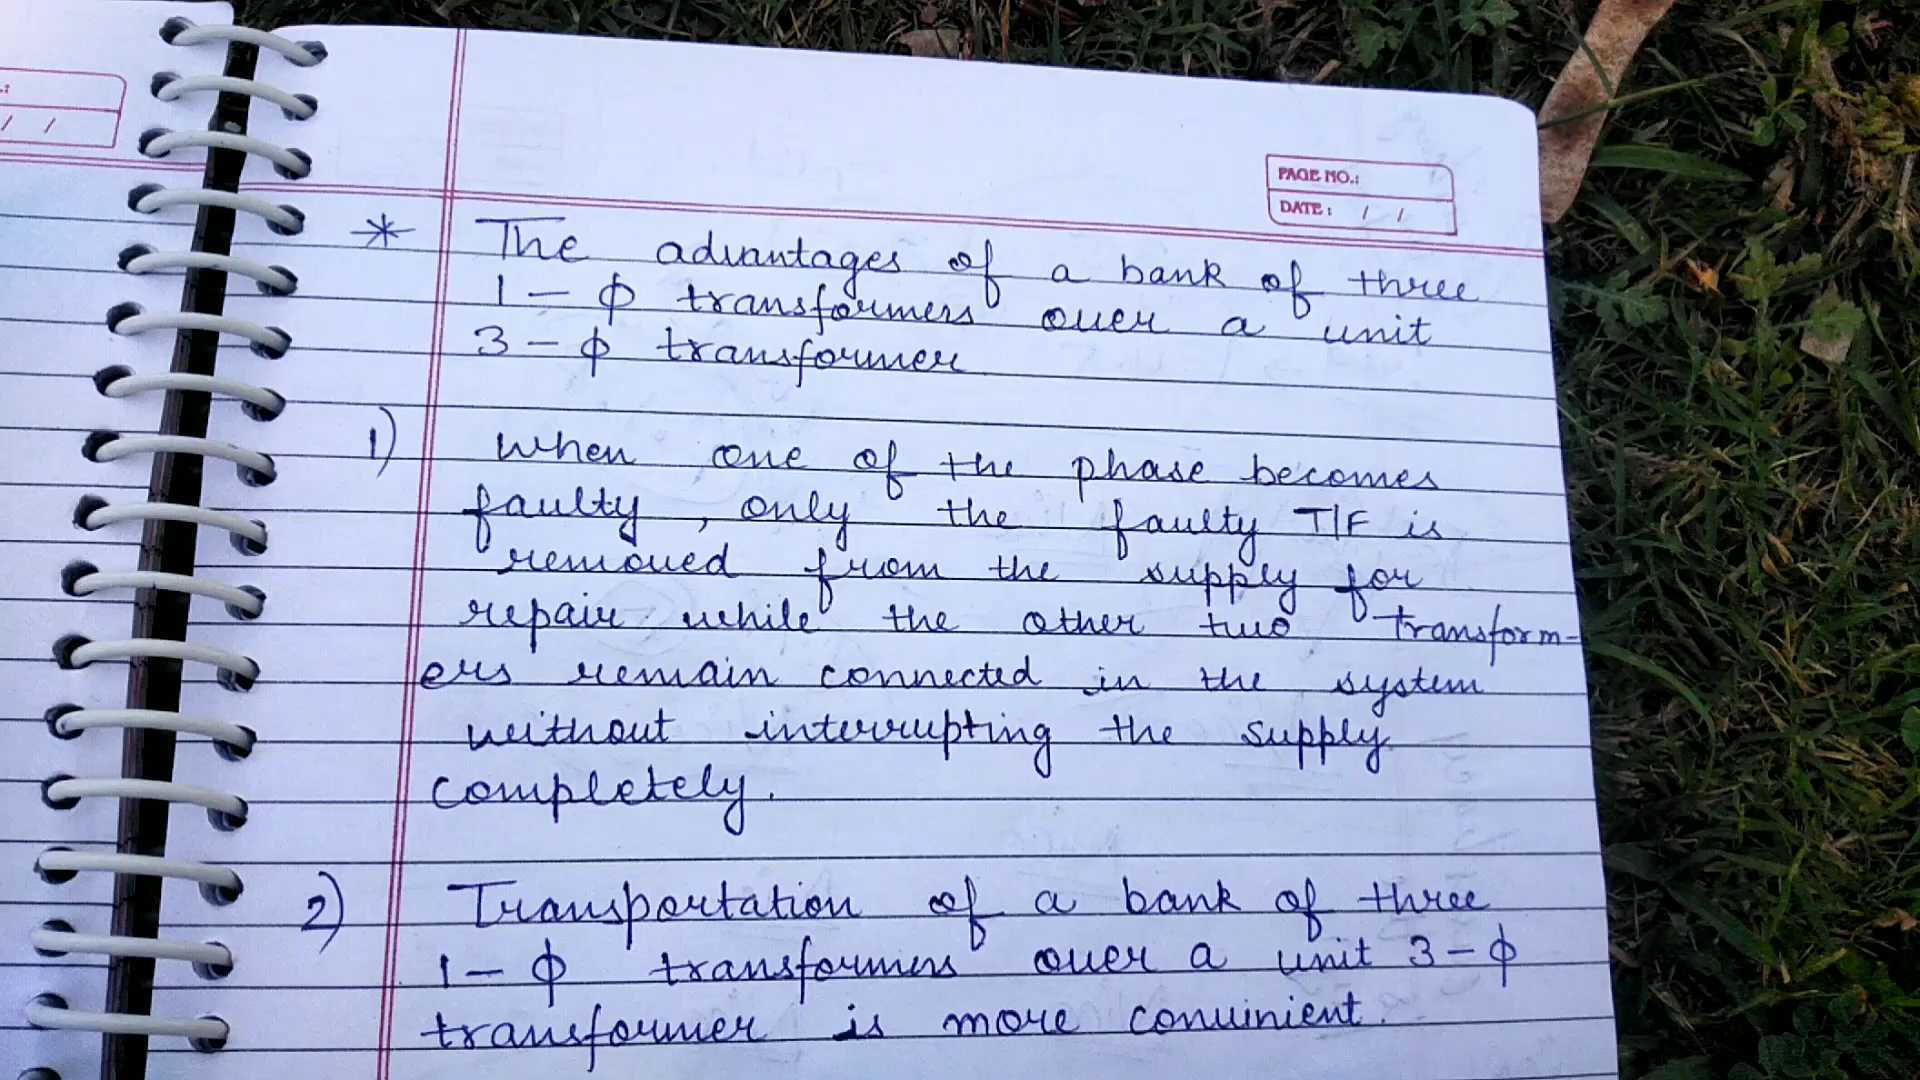 .:
/ /
PAGE NO.:
DATE: / /
* The advantages of a bank of three
1-ϕ transformers over a unit
3-ϕ transformer
1) When one of the phase becomes
faulty, only the faulty T/F is
removed from the supply for
repair while the other two transform-
ers remain connected in the system
without interrupting the supply
completely.
2) Transportation of a bank of three
1-ϕ transformers over a unit 3-ϕ
transformer is more convinient.